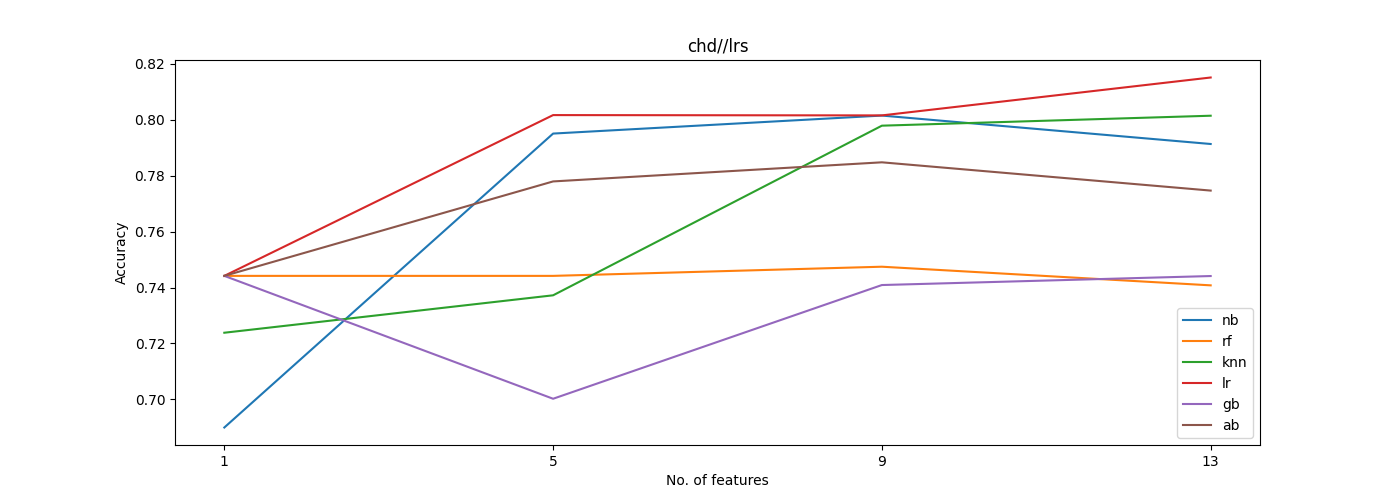 chd//lrs
0.82
0.80
0.78
0.76
0.74
0.72
0.70
Accuracy
nb
rf
knn
lr
gb
ab
1 5 9 13
No. of features